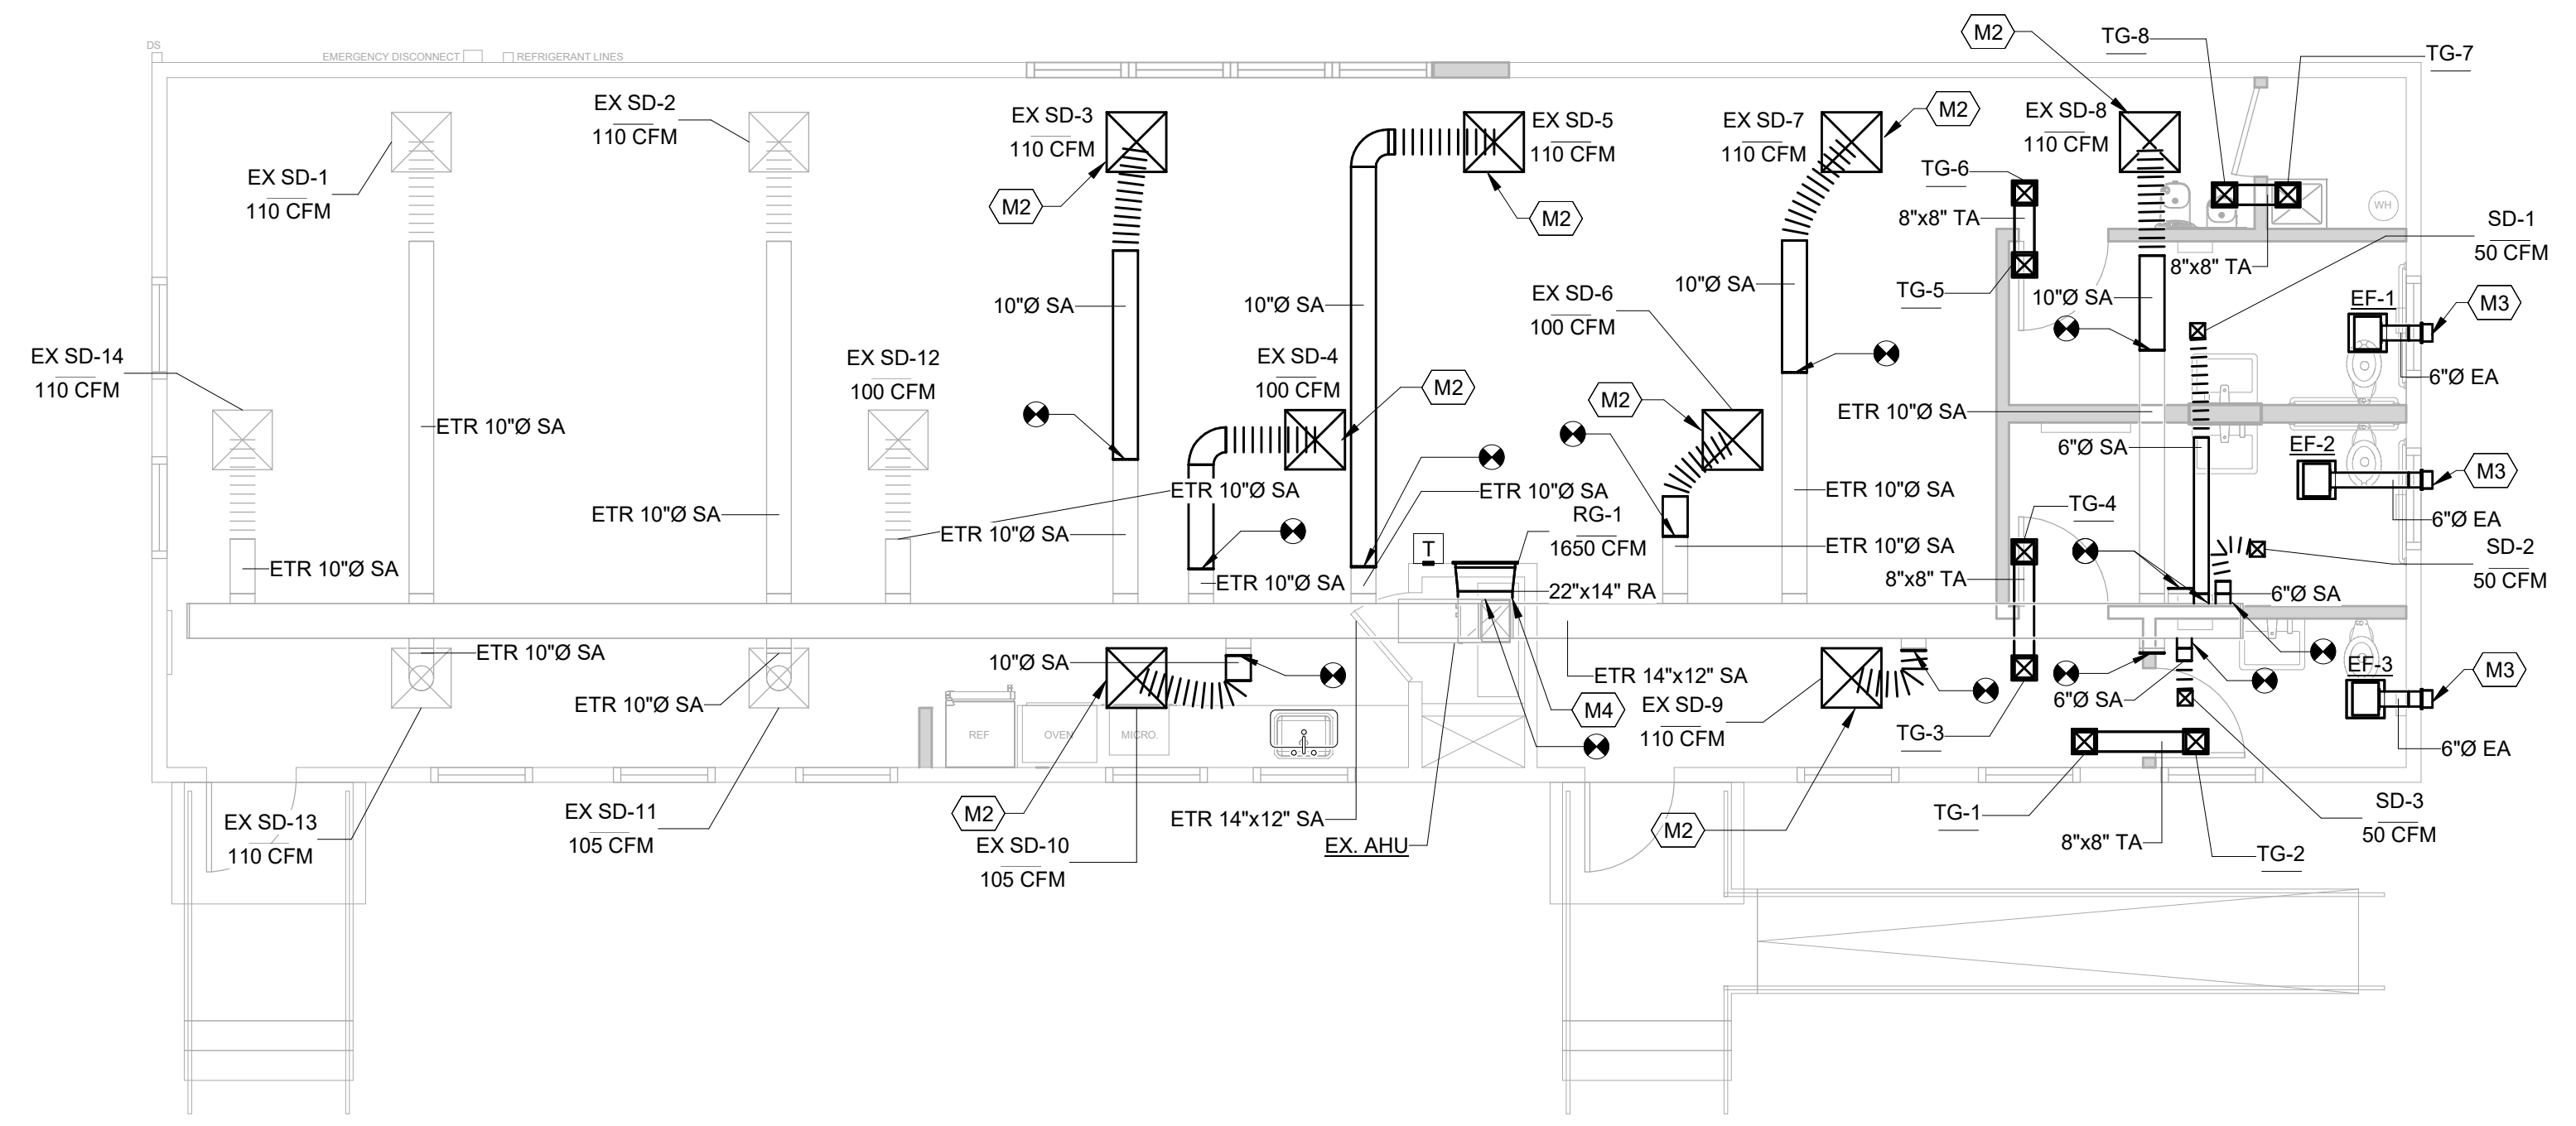 DS
EMERGENCY DISCONNECT
REFRIGERANT LINES
M2
TG-8
TG-7
EX SD-1
110 CFM
EX SD-2
110 CFM
EX SD-3
110 CFM
M2
EX SD-5
110 CFM
M2
EX SD-7
110 CFM
M2
EX SD-8
110 CFM
TG-6
8"x8" TA
TG-5
WH
SD-1
50 CFM
8"x8" TA
10"Ø SA
10"Ø SA
EX SD-6
100 CFM
10"Ø SA
10"Ø SA
EF-1
M3
6"Ø EA
EX SD-14
110 CFM
EX SD-12
100 CFM
EX SD-4
100 CFM
M2
M2
ETR 10"Ø SA
ETR 10"Ø SA
6"Ø SA
EF-2
M3
6"Ø EA
ETR 10"Ø SA
ETR 10"Ø SA
ETR 10"Ø SA
ETR 10"Ø SA
ETR 10"Ø SA
RG-1
1650 CFM
T
ETR 10"Ø SA
ETR 10"Ø SA
TG-4
8"x8" TA
SD-2
50 CFM
ETR 10"Ø SA
ETR 10"Ø SA
22"x14" RA
6"Ø SA
ETR 10"Ø SA
ETR 10"Ø SA
10"Ø SA
ETR 14"x12" SA
M4
EX SD-9
110 CFM
TG-3
6"Ø SA
EF-3
M3
6"Ø EA
REF
OVEN
MICRO.
EX SD-13
110 CFM
EX SD-11
105 CFM
M2
EX SD-10
105 CFM
ETR 14"x12" SA
EX. AHU
M2
TG-1
8"x8" TA
TG-2
SD-3
50 CFM